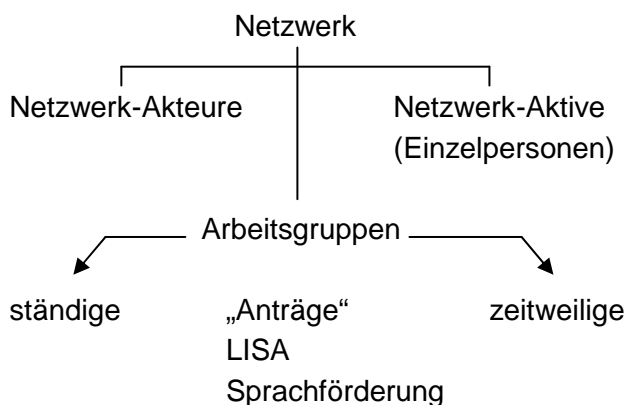 Netzwerk
Netzwerk-Akteure
Netzwerk-Aktive
(Einzelpersonen)
Arbeitsgruppen
ständige
„Anträge“
zeitweilige
LISA
Sprachförderung